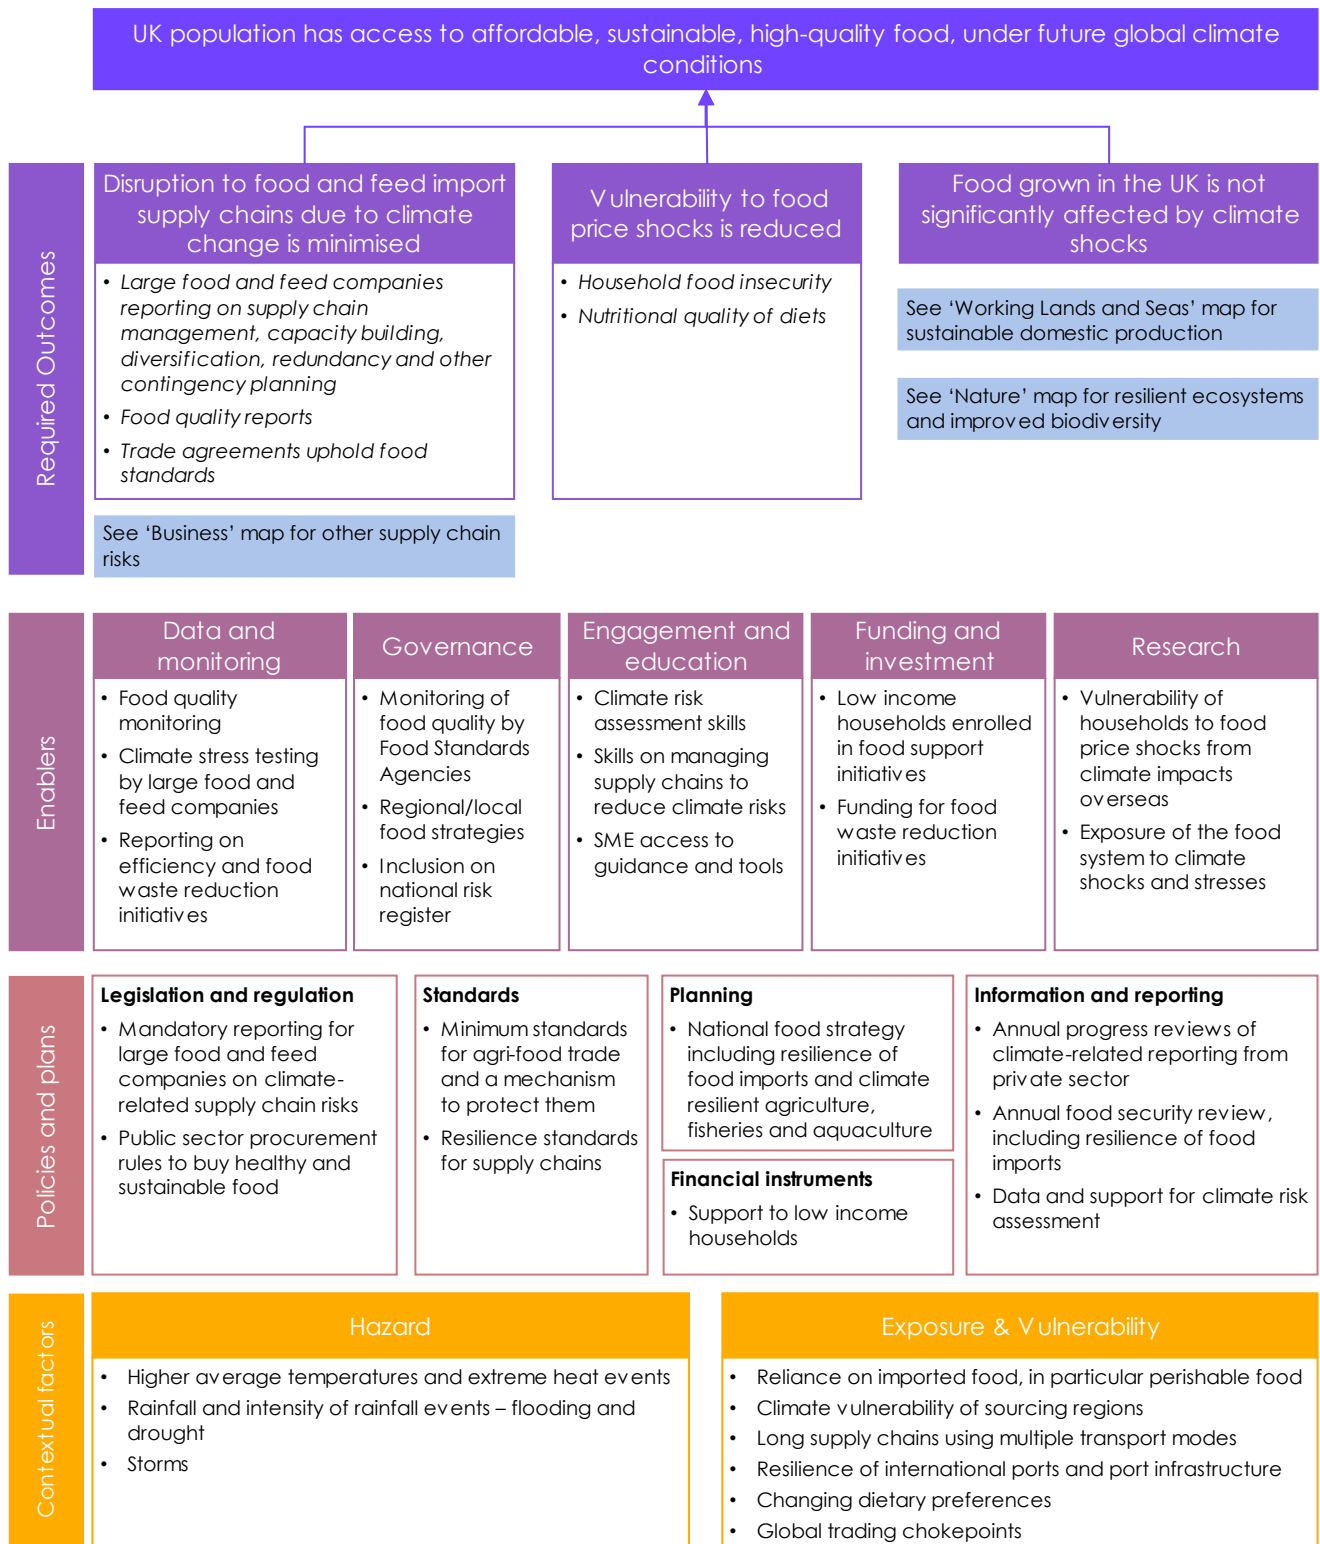 UK population has access to affordable, sustainable, high-quality food, under future global climate
conditions
Required Outcomes
Disruption to food and feed import
supply chains due to climate
change is minimised
• Large food and feed companies
reporting on supply chain
management, capacity building,
diversification, redundancy and other
contingency planning
• Food quality reports
• Trade agreements uphold food
standards
See ‘Business’ map for other supply chain
risks
Vulnerability to food
price shocks is reduced
• Household food insecurity
• Nutritional quality of diets
Food grown in the UK is not
significantly affected by climate
shocks
See ‘Working Lands and Seas’ map for
sustainable domestic production
See ‘Nature’ map for resilient ecosystems
and improved biodiversity
Enablers
Data and
monitoring
• Food quality
monitoring
• Climate stress testing
by large food and
feed companies
• Reporting on
efficiency and food
waste reduction
initiatives
Governance
• Monitoring of
food quality by
Food Standards
Agencies
• Regional/local
food strategies
• Inclusion on
national risk
register
Engagement and
education
• Climate risk
assessment skills
• Skills on managing
supply chains to
reduce climate risks
• SME access to
guidance and tools
Funding and
investment
• Low income
households enrolled
in food support
initiatives
• Funding for food
waste reduction
initiatives
Research
• Vulnerability of
households to food
price shocks from
climate impacts
overseas
• Exposure of the food
system to climate
shocks and stresses
Policies and plans
Legislation and regulation
• Mandatory reporting for
large food and feed
companies on climate-
related supply chain risks
• Public sector procurement
rules to buy healthy and
sustainable food
Standards
• Minimum standards
for agri-food trade
and a mechanism
to protect them
• Resilience standards
for supply chains
Planning
• National food strategy
including resilience of
food imports and climate
resilient agriculture,
fisheries and aquaculture
Financial instruments
• Support to low income
households
Information and reporting
• Annual progress reviews of
climate-related reporting from
private sector
• Annual food security review,
including resilience of food
imports
• Data and support for climate risk
assessment
Contextual factors
Hazard
• Higher average temperatures and extreme heat events
• Rainfall and intensity of rainfall events – flooding and
drought
• Storms
Exposure & Vulnerability
• Reliance on imported food, in particular perishable food
• Climate vulnerability of sourcing regions
• Long supply chains using multiple transport modes
• Resilience of international ports and port infrastructure
• Changing dietary preferences
• Global trading chokepoints